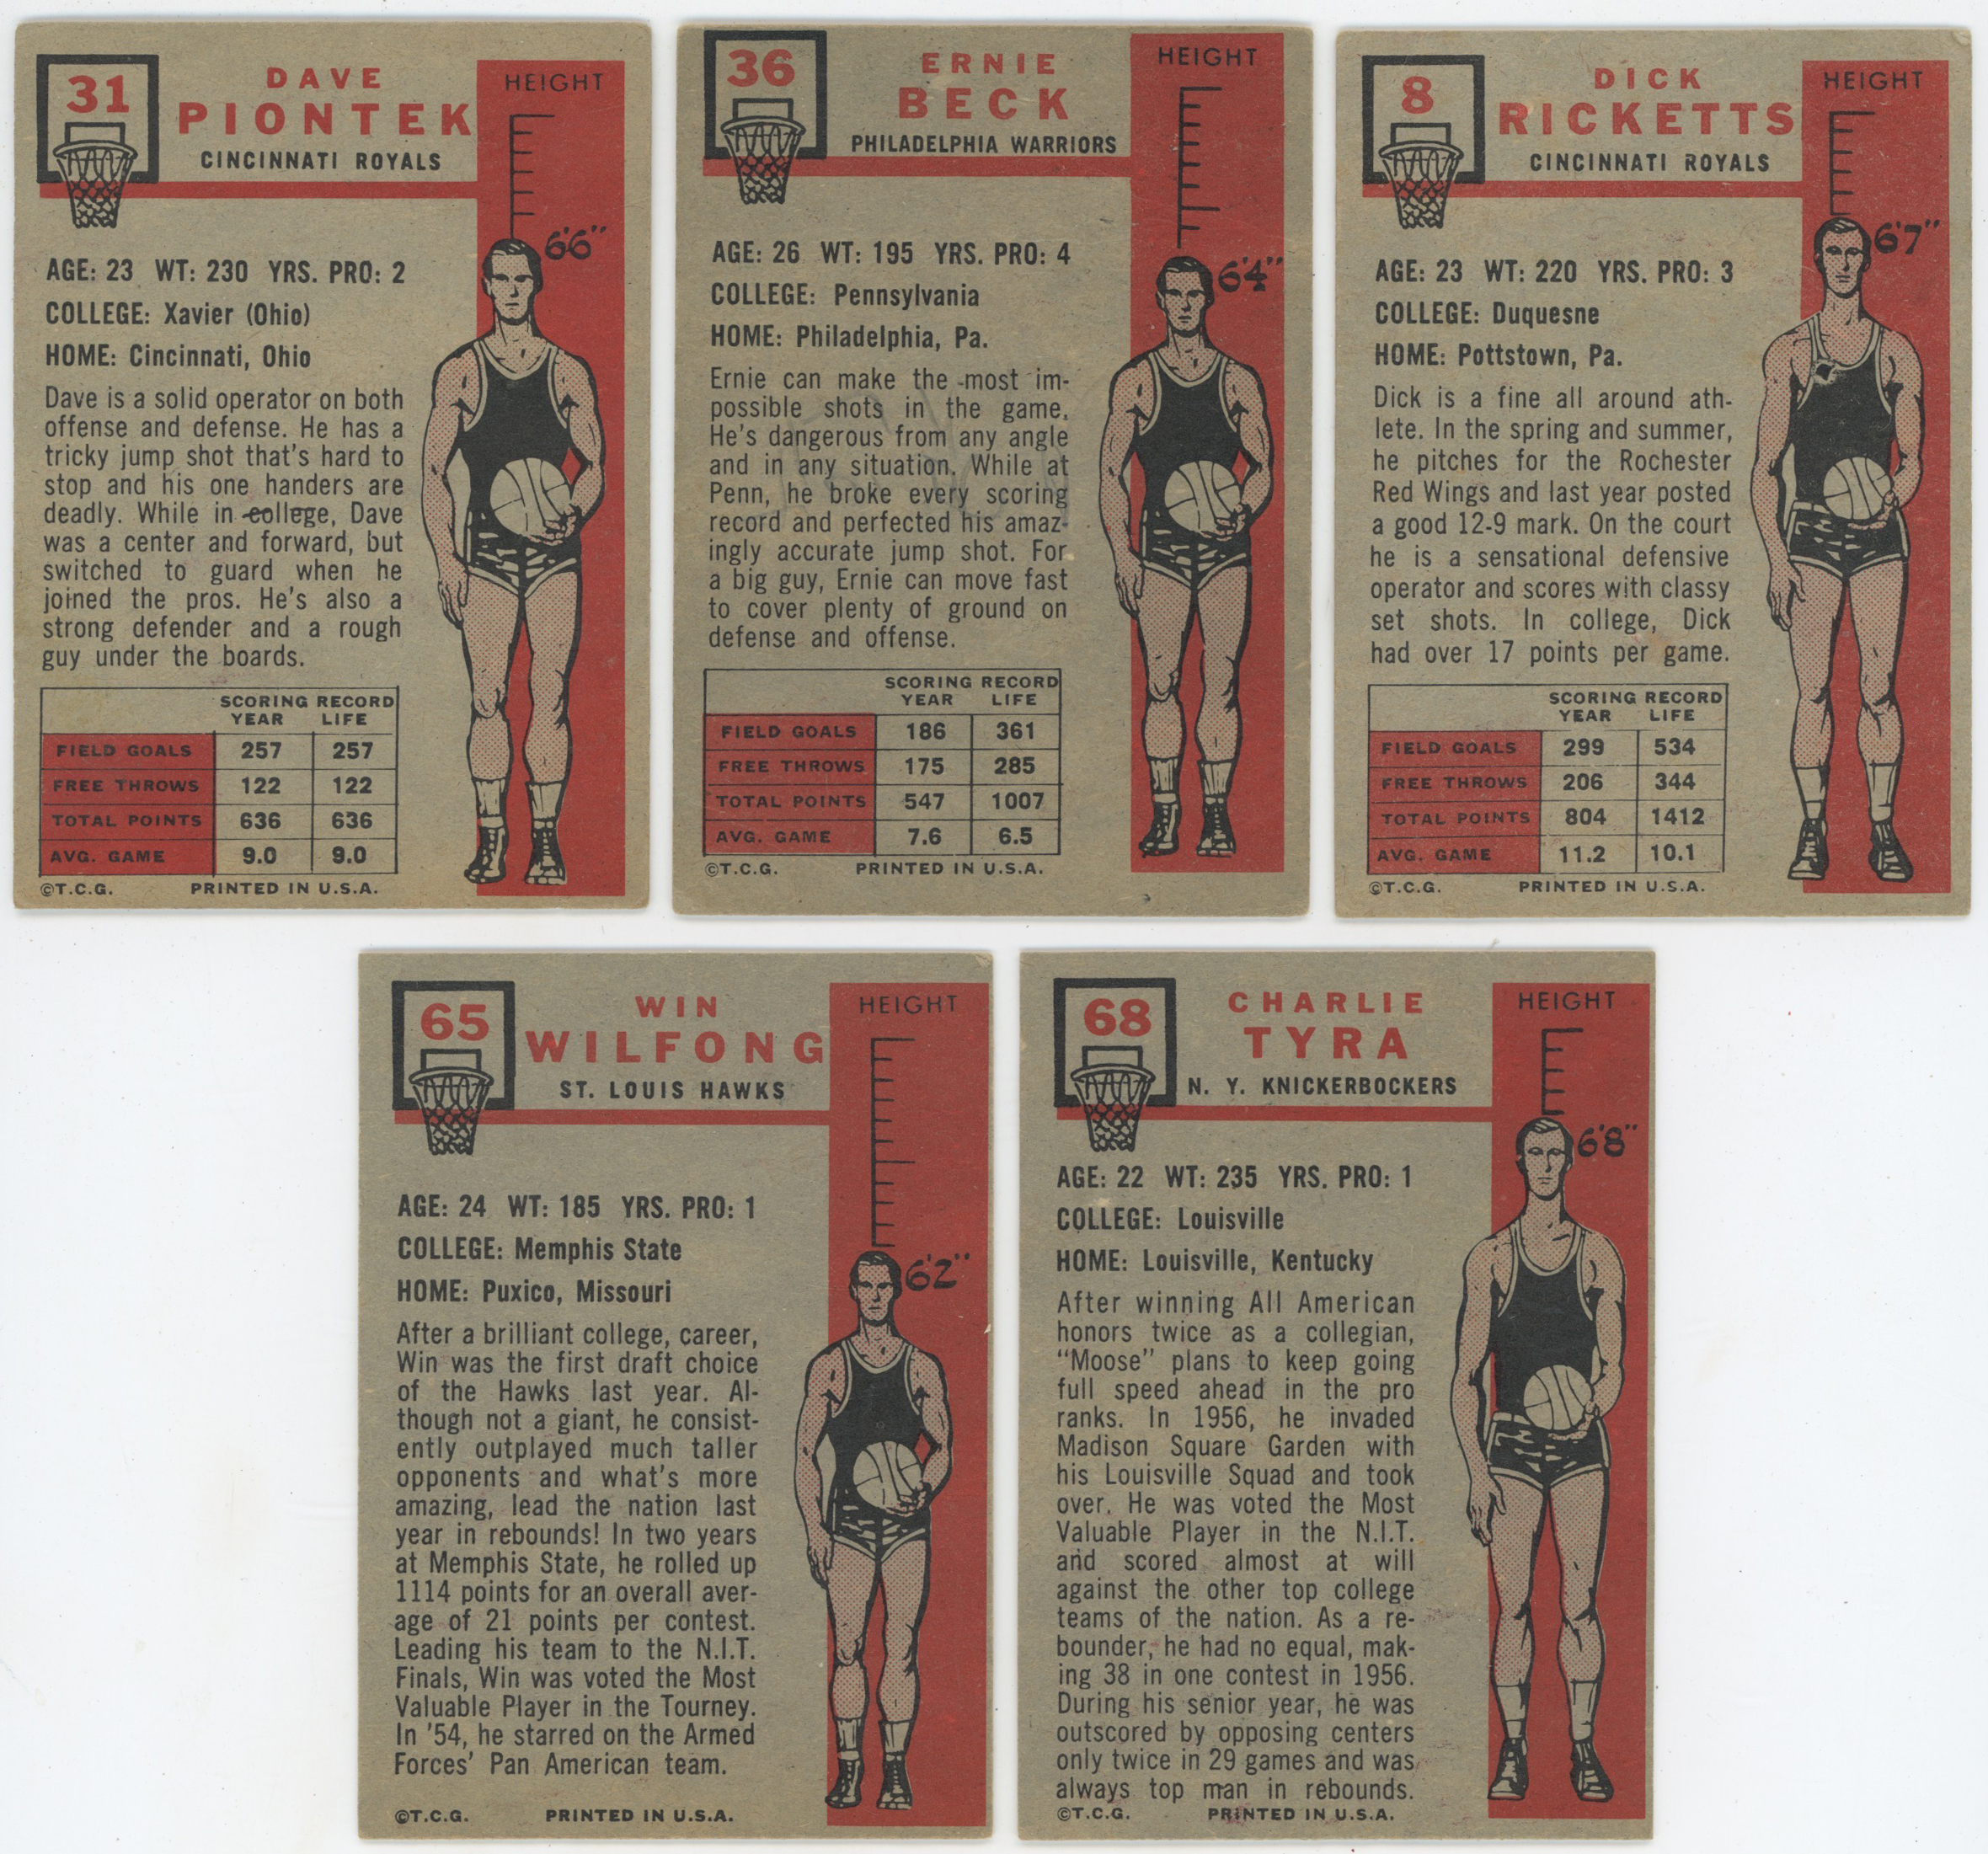 31
DAVE
PIONTEK
CINCINNATI ROYALS
HEIGHT
6'6"
AGE: 23 WT: 230 YRS. PRO: 2
COLLEGE: Xavier (Ohio)
HOME: Cincinnati, Ohio
Dave is a solid operator on both
offense and defense. He has a
tricky jump shot that's hard to
stop and his one handers are
deadly. While in college, Dave
was a center and forward, but
switched to guard when he
joined the pros. He's also a
strong defender and a rough
guy under the boards.
SCORING RECORD
YEAR LIFE
FIELD GOALS 257 257
FREE THROWS 122 122
TOTAL POINTS 636 636
AVG. GAME 9.0 9.0
©T.C.G. PRINTED IN U.S.A.
36
ERNIE
BECK
PHILADELPHIA WARRIORS
HEIGHT
6'4"
AGE: 26 WT: 195 YRS. PRO: 4
COLLEGE: Pennsylvania
HOME: Philadelphia, Pa.
Ernie can make the most im-
possible shots in the game.
He's dangerous from any angle
and in any situation. While at
Penn, he broke every scoring
record and perfected his amaz-
ingly accurate jump shot. For
a big guy, Ernie can move fast
to cover plenty of ground on
defense and offense.
SCORING RECORD
YEAR LIFE
FIELD GOALS 186 361
FREE THROWS 175 285
TOTAL POINTS 547 1007
AVG. GAME 7.6 6.5
©T.C.G. PRINTED IN U.S.A.
8
DICK
RICKETTS
CINCINNATI ROYALS
HEIGHT
6'7"
AGE: 23 WT: 220 YRS. PRO: 3
COLLEGE: Duquesne
HOME: Pottstown, Pa.
Dick is a fine all around ath-
lete. In the spring and summer,
he pitches for the Rochester
Red Wings and last year posted
a good 12-9 mark. On the court
he is a sensational defensive
operator and scores with classy
set shots. In college, Dick
had over 17 points per game.
SCORING RECORD
YEAR LIFE
FIELD GOALS 299 534
FREE THROWS 206 344
TOTAL POINTS 804 1412
AVG. GAME 11.2 10.1
©T.C.G. PRINTED IN U.S.A.
65
WIN
WILFONG
ST. LOUIS HAWKS
HEIGHT
6'2"
AGE: 24 WT: 185 YRS. PRO: 1
COLLEGE: Memphis State
HOME: Puxico, Missouri
After a brilliant college, career,
Win was the first draft choice
of the Hawks last year. Al-
though not a giant, he consist-
ently outplayed much taller
opponents and what's more
amazing, lead the nation last
year in rebounds! In two years
at Memphis State, he rolled up
1114 points for an overall aver-
age of 21 points per contest.
Leading his team to the N.I.T.
Finals, Win was voted the Most
Valuable Player in the Tourney.
In '54, he starred on the Armed
Forces' Pan American team.
©T.C.G. PRINTED IN U.S.A.
68
CHARLIE
TYRA
N. Y. KNICKERBOCKERS
HEIGHT
6'8"
AGE: 22 WT: 235 YRS. PRO: 1
COLLEGE: Louisville
HOME: Louisville, Kentucky
After winning All American
honors twice as a collegian,
"Moose" plans to keep going
full speed ahead in the pro
ranks. In 1956, he invaded
Madison Square Garden with
his Louisville Squad and took
over. He was voted the Most
Valuable Player in the N.I.T.
and scored almost at will
against the other top college
teams of the nation. As a re-
bounder, he had no equal, mak-
ing 38 in one contest in 1956.
During his senior year, he was
outscored by opposing centers
only twice in 29 games and was
always top man in rebounds.
©T.C.G. PRINTED IN U.S.A.